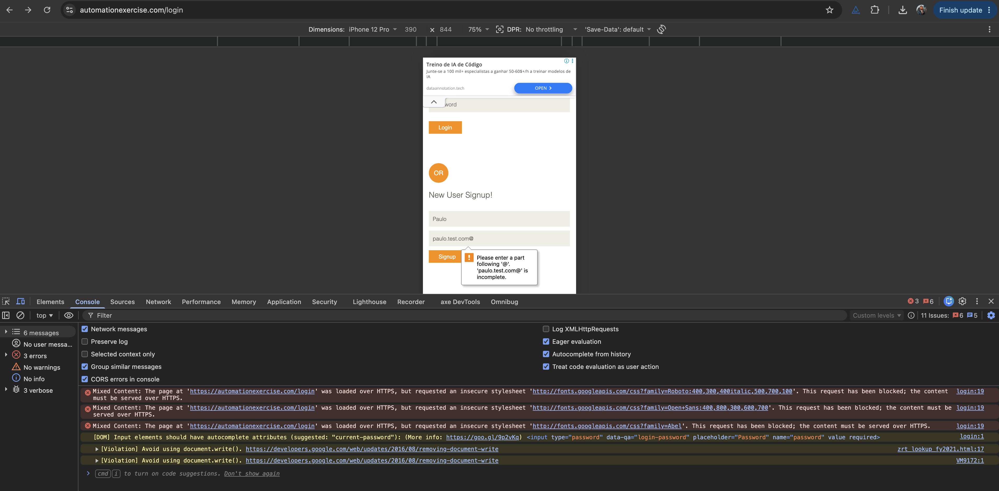 automationexercise.com/login
Finish update
Dimensions: iPhone 12 Pro 390 × 844 75% DPR: No throttling 'Save-Data': default
Treino de IA de Código
Junte-se a 100 mil+ especialistas a ganhar 50-60$+/h a treinar modelos de
IA
dataannotation.tech
OPEN
word
Login
OR
New User Signup!
Paulo
paulo.test.com@
Signup
Please enter a part
following '@'.
'paulo.test.com@' is
incomplete.
Elements Console Sources Network Performance Memory Application Security Lighthouse Recorder axe DevTools Omnibug 3 6
top Filter Custom levels 11 Issues: 6 5
6 messages
No user messa...
3 errors
No warnings
No info
3 verbose
Network messages
Preserve log
Selected context only
Group similar messages
CORS errors in console
Log XMLHttpRequests
Eager evaluation
Autocomplete from history
Treat code evaluation as user action
Mixed Content: The page at 'https://automationexercise.com/login' was loaded over HTTPS, but requested an insecure stylesheet 'http://fonts.googleapis.com/css?family=Roboto:400,300,400italic,500,700,100'. This request has been blocked; the content login:19
must be served over HTTPS.
Mixed Content: The page at 'https://automationexercise.com/login' was loaded over HTTPS, but requested an insecure stylesheet 'http://fonts.googleapis.com/css?family=Open+Sans:400,800,300,600,700'. This request has been blocked; the content must be login:19
served over HTTPS.
Mixed Content: The page at 'https://automationexercise.com/login' was loaded over HTTPS, but requested an insecure stylesheet 'http://fonts.googleapis.com/css?family=Abel'. This request has been blocked; the content must be served over HTTPS. login:19
[DOM] Input elements should have autocomplete attributes (suggested: "current-password"): (More info: https://goo.gl/9p2vKq) <input type="password" data-qa="login-password" placeholder="Password" name="password" value required> login:1
[Violation] Avoid using document.write(). https://developers.google.com/web/updates/2016/08/removing-document-write zrt_lookup_fy2021.html:17
[Violation] Avoid using document.write(). https://developers.google.com/web/updates/2016/08/removing-document-write VM9172:1
cmd i to turn on code suggestions. Don't show again